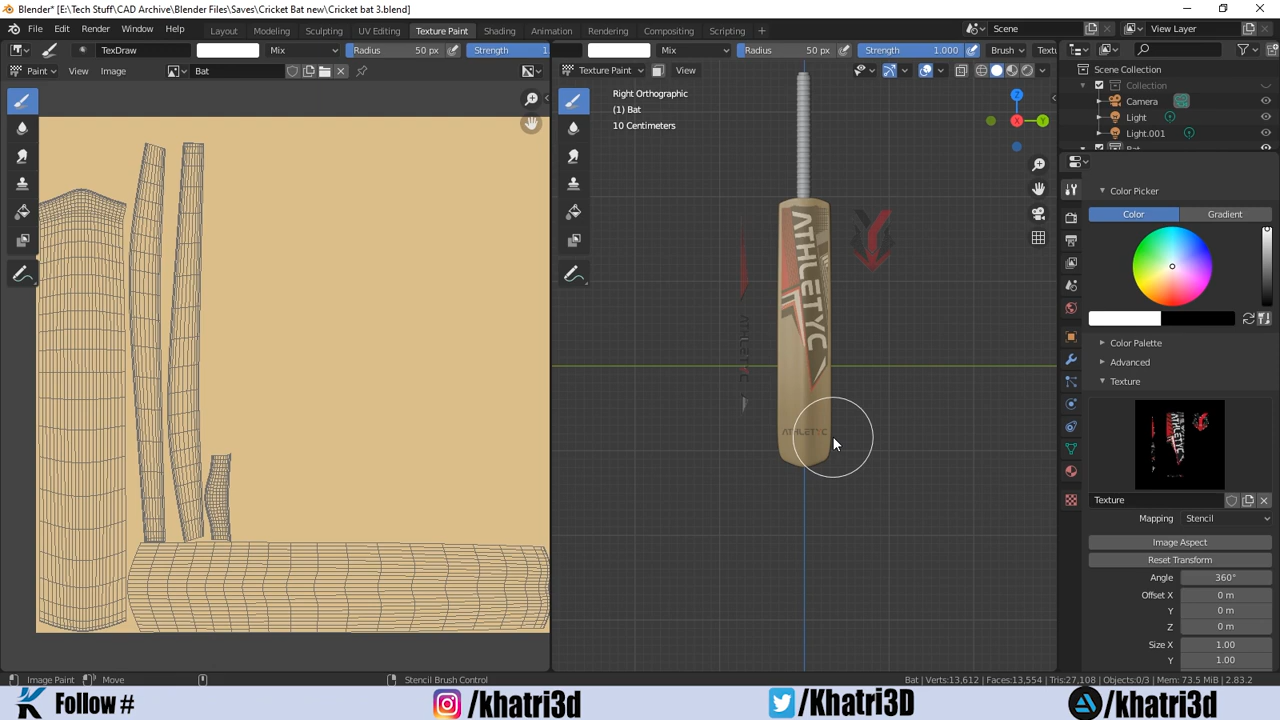 Blender* [E:\Tech Stuff\CAD Archive\Blender Files\Saves\Cricket Bat new\Cricket bat 3.blend]
File Edit Render Window Help Layout Modeling Sculpting UV Editing Texture Paint Shading Animation Rendering Compositing Scripting Scene View Layer
TexDraw Mix Radius 50 px Strength 1 Mix Radius 50 px Strength 1.000 Brush Textu
Paint View Image Bat Texture Paint View
Scene Collection
Collection
Camera
Light
Light.001
Bat
Right Orthographic
(1) Bat
10 Centimeters
X
Y
Z
ATHLETYC
ATHLETYC
ATHLETYC
Color Picker
Color Gradient
Color Palette
Advanced
Texture
Texture
Mapping Stencil
Image Aspect
Reset Transform
Angle 360°
Offset X 0 m
Y 0 m
Z 0 m
Size X 1.00
Y 1.00
Image Paint Move Stencil Brush Control Bat | Verts:13,612 | Faces:13,554 | Tris:27,108 | Objects:0/3 | Mem: 73.5 MiB | 2.83.2
Follow # /khatri3d /Khatri3D /khatri3d